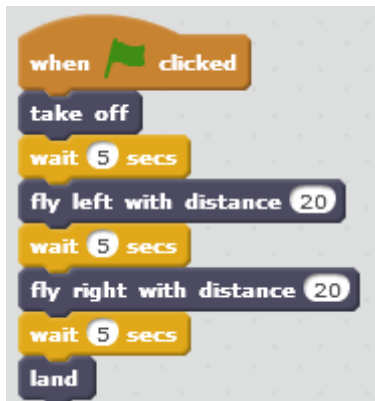 when clicked
take off
wait 5 secs
fly left with distance 20
wait 5 secs
fly right with distance 20
wait 5 secs
land